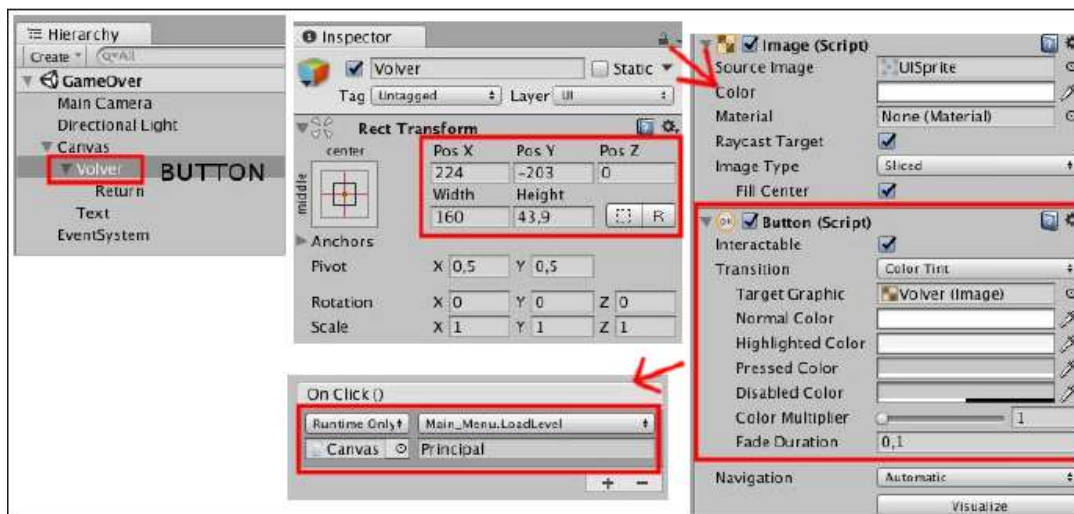 Hierarchy
Create
All
GameOver
Main Camera
Directional Light
Canvas
Volver BUTTON
Return
Text
EventSystem
Inspector
Volver Static
Tag Untagged Layer UI
Rect Transform
center
middle
Pos X Pos Y Pos Z
224 -203 0
Width Height
160 43,9 R
Anchors
Pivot X 0,5 Y 0,5
Rotation X 0 Y 0 Z 0
Scale X 1 Y 1 Z 1
On Click ()
Runtime Only Main_Menu.LoadLevel
Canvas Principal
+ -
Image (Script)
Source Image UISprite
Color
Material None (Material)
Raycast Target
Image Type Sliced
Fill Center
Button (Script)
Interactable
Transition Color Tint
Target Graphic Volver (Image)
Normal Color
Highlighted Color
Pressed Color
Disabled Color
Color Multiplier 1
Fade Duration 0,1
Navigation Automatic
Visualize